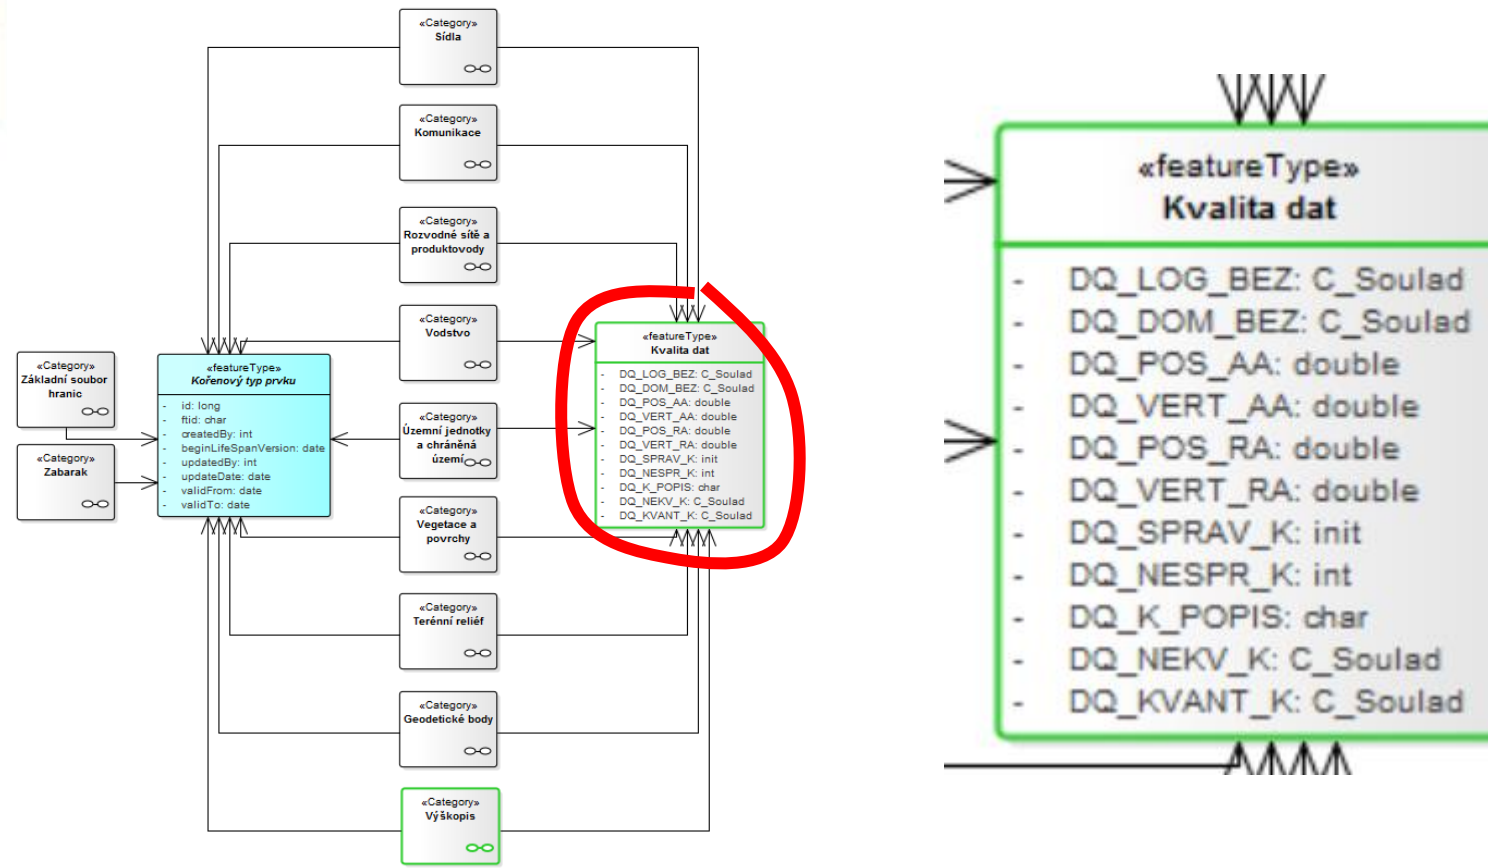 «Category»
Sídla
«Category»
Komunikace
«Category»
Rozvodné sítě a
produktovody
«Category»
Vodstvo
«Category»
Základní soubor
hranic
«Category»
Zabarak
«featureType»
Kořenový typ prvku
- id: long
- ftid: char
- createdBy: int
- beginLifeSpanVersion: date
- updatedBy: int
- updateDate: date
- validFrom: date
- validTo: date
«Category»
Územní jednotky
a chráněná
území
«Category»
Vegetace a
povrchy
«Category»
Terénní reliéf
«Category»
Geodetické body
«Category»
Výškopis
«featureType»
Kvalita dat
- DQ_LOG_BEZ: C_Soulad
- DQ_DOM_BEZ: C_Soulad
- DQ_POS_AA: double
- DQ_VERT_AA: double
- DQ_POS_RA: double
- DQ_VERT_RA: double
- DQ_SPRAV_K: init
- DQ_NESPR_K: int
- DQ_K_POPIS: char
- DQ_NEKV_K: C_Soulad
- DQ_KVANT_K: C_Soulad
«featureType»
Kvalita dat
- DQ_LOG_BEZ: C_Soulad
- DQ_DOM_BEZ: C_Soulad
- DQ_POS_AA: double
- DQ_VERT_AA: double
- DQ_POS_RA: double
- DQ_VERT_RA: double
- DQ_SPRAV_K: init
- DQ_NESPR_K: int
- DQ_K_POPIS: char
- DQ_NEKV_K: C_Soulad
- DQ_KVANT_K: C_Soulad